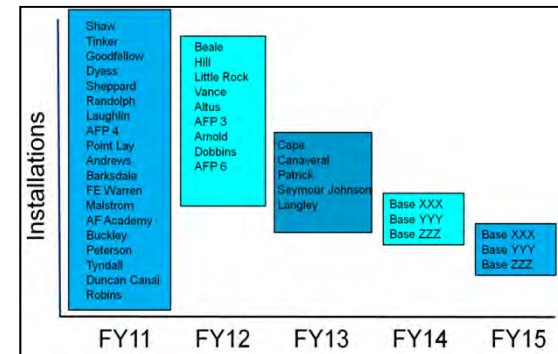 Installations
Shaw
Tinker
Goodfellow
Dyess
Sheppard
Randolph
Laughlin
AFP 4
Point Lay
Andrews
Barksdale
FE Warren
Malstrom
AF Academy
Buckley
Peterson
Tyndall
Duncan Canal
Robins
Beale
Hill
Little Rock
Vance
Altus
AFP 3
Arnold
Dobbins
AFP 6
Cape
Canaveral
Patrick
Seymour Johnson
Langley
Base XXX
Base YYY
Base ZZZ
Base XXX
Base YYY
Base ZZZ
FY11 FY12 FY13 FY14 FY15